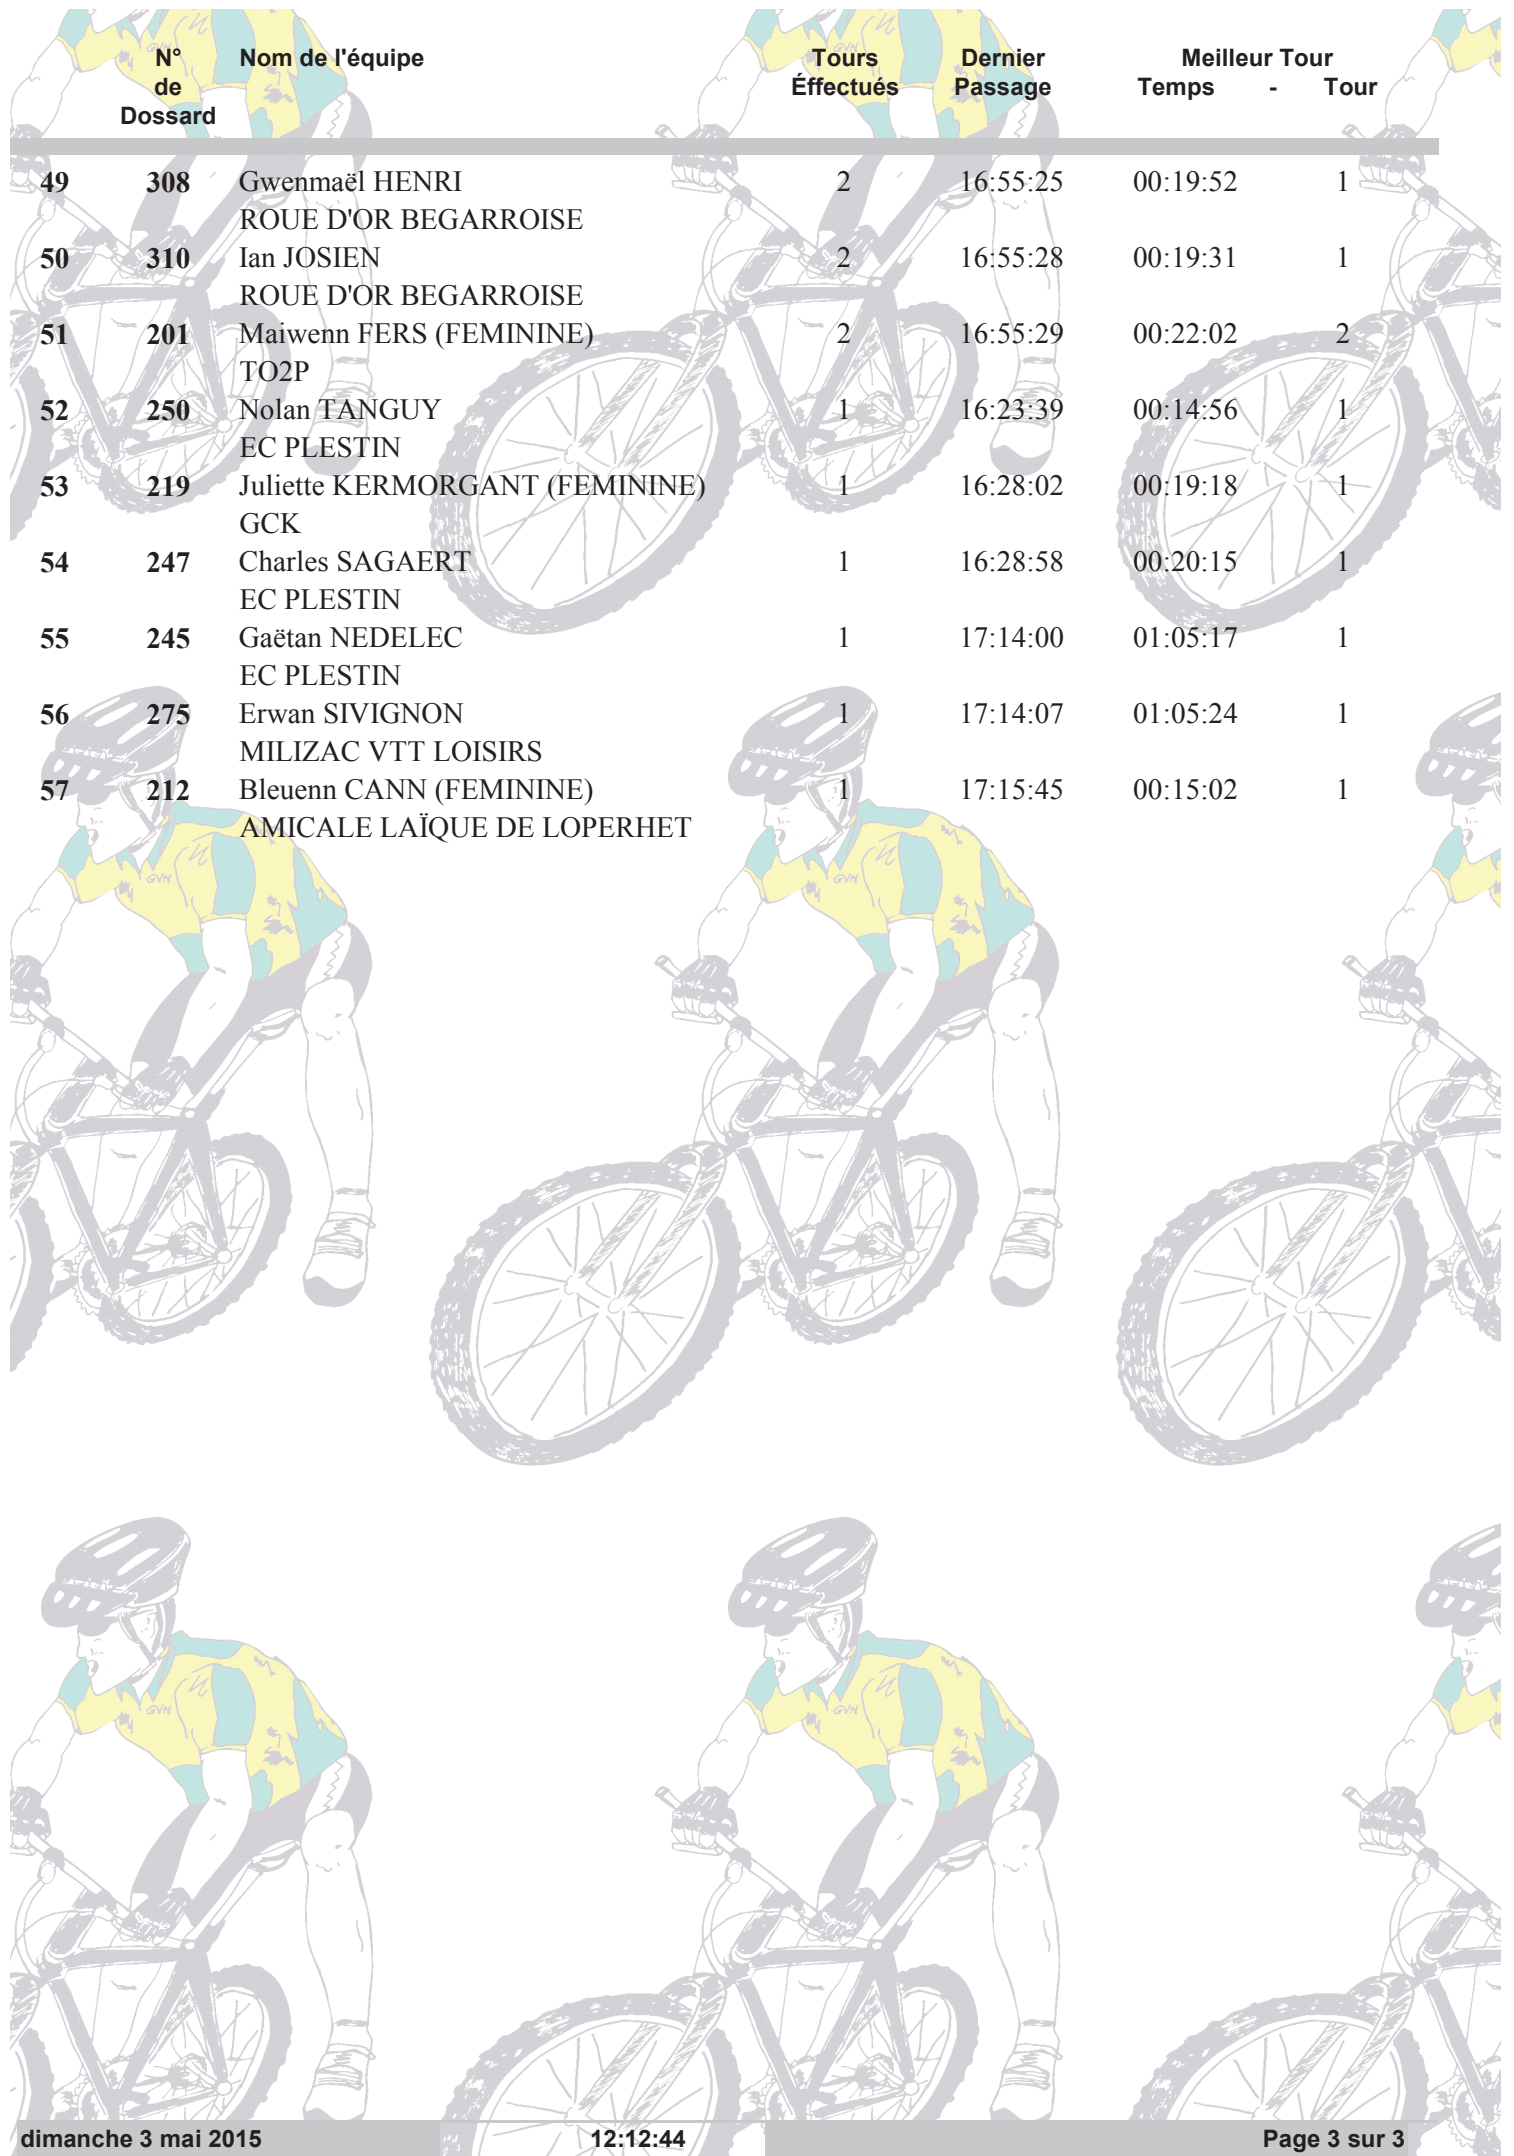 N° Nom de l'équipe Tours Dernier Meilleur Tour
de Éffectués Passage Temps - Tour
Dossard
49 308 Gwenmaël HENRI 2 16:55:25 00:19:52 1
ROUE D'OR BEGARROISE
50 310 Ian JOSIEN 2 16:55:28 00:19:31 1
ROUE D'OR BEGARROISE
51 201 Maiwenn FERS (FEMININE) 2 16:55:29 00:22:02 2
TO2P
52 250 Nolan TANGUY 1 16:23:39 00:14:56 1
EC PLESTIN
53 219 Juliette KERMORGANT (FEMININE) 1 16:28:02 00:19:18 1
GCK
54 247 Charles SAGAERT 1 16:28:58 00:20:15 1
EC PLESTIN
55 245 Gaëtan NEDELEC 1 17:14:00 01:05:17 1
EC PLESTIN
56 275 Erwan SIVIGNON 1 17:14:07 01:05:24 1
MILIZAC VTT LOISIRS
57 212 Bleuenn CANN (FEMININE) 1 17:15:45 00:15:02 1
AMICALE LAÏQUE DE LOPERHET
dimanche 3 mai 2015 12:12:44 Page 3 sur 3